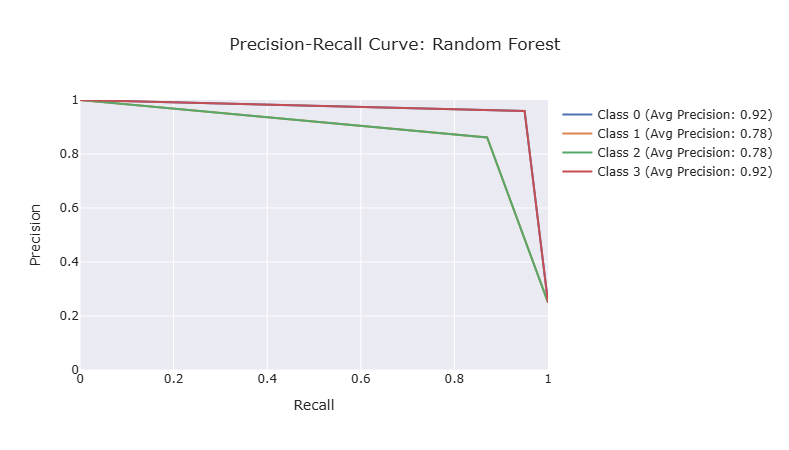 Precision-Recall Curve: Random Forest
Class 0 (Avg Precision: 0.92)
Class 1 (Avg Precision: 0.78)
Class 2 (Avg Precision: 0.78)
Class 3 (Avg Precision: 0.92)
Precision
1
0.8
0.6
0.4
0.2
0
0 0.2 0.4 0.6 0.8 1
Recall